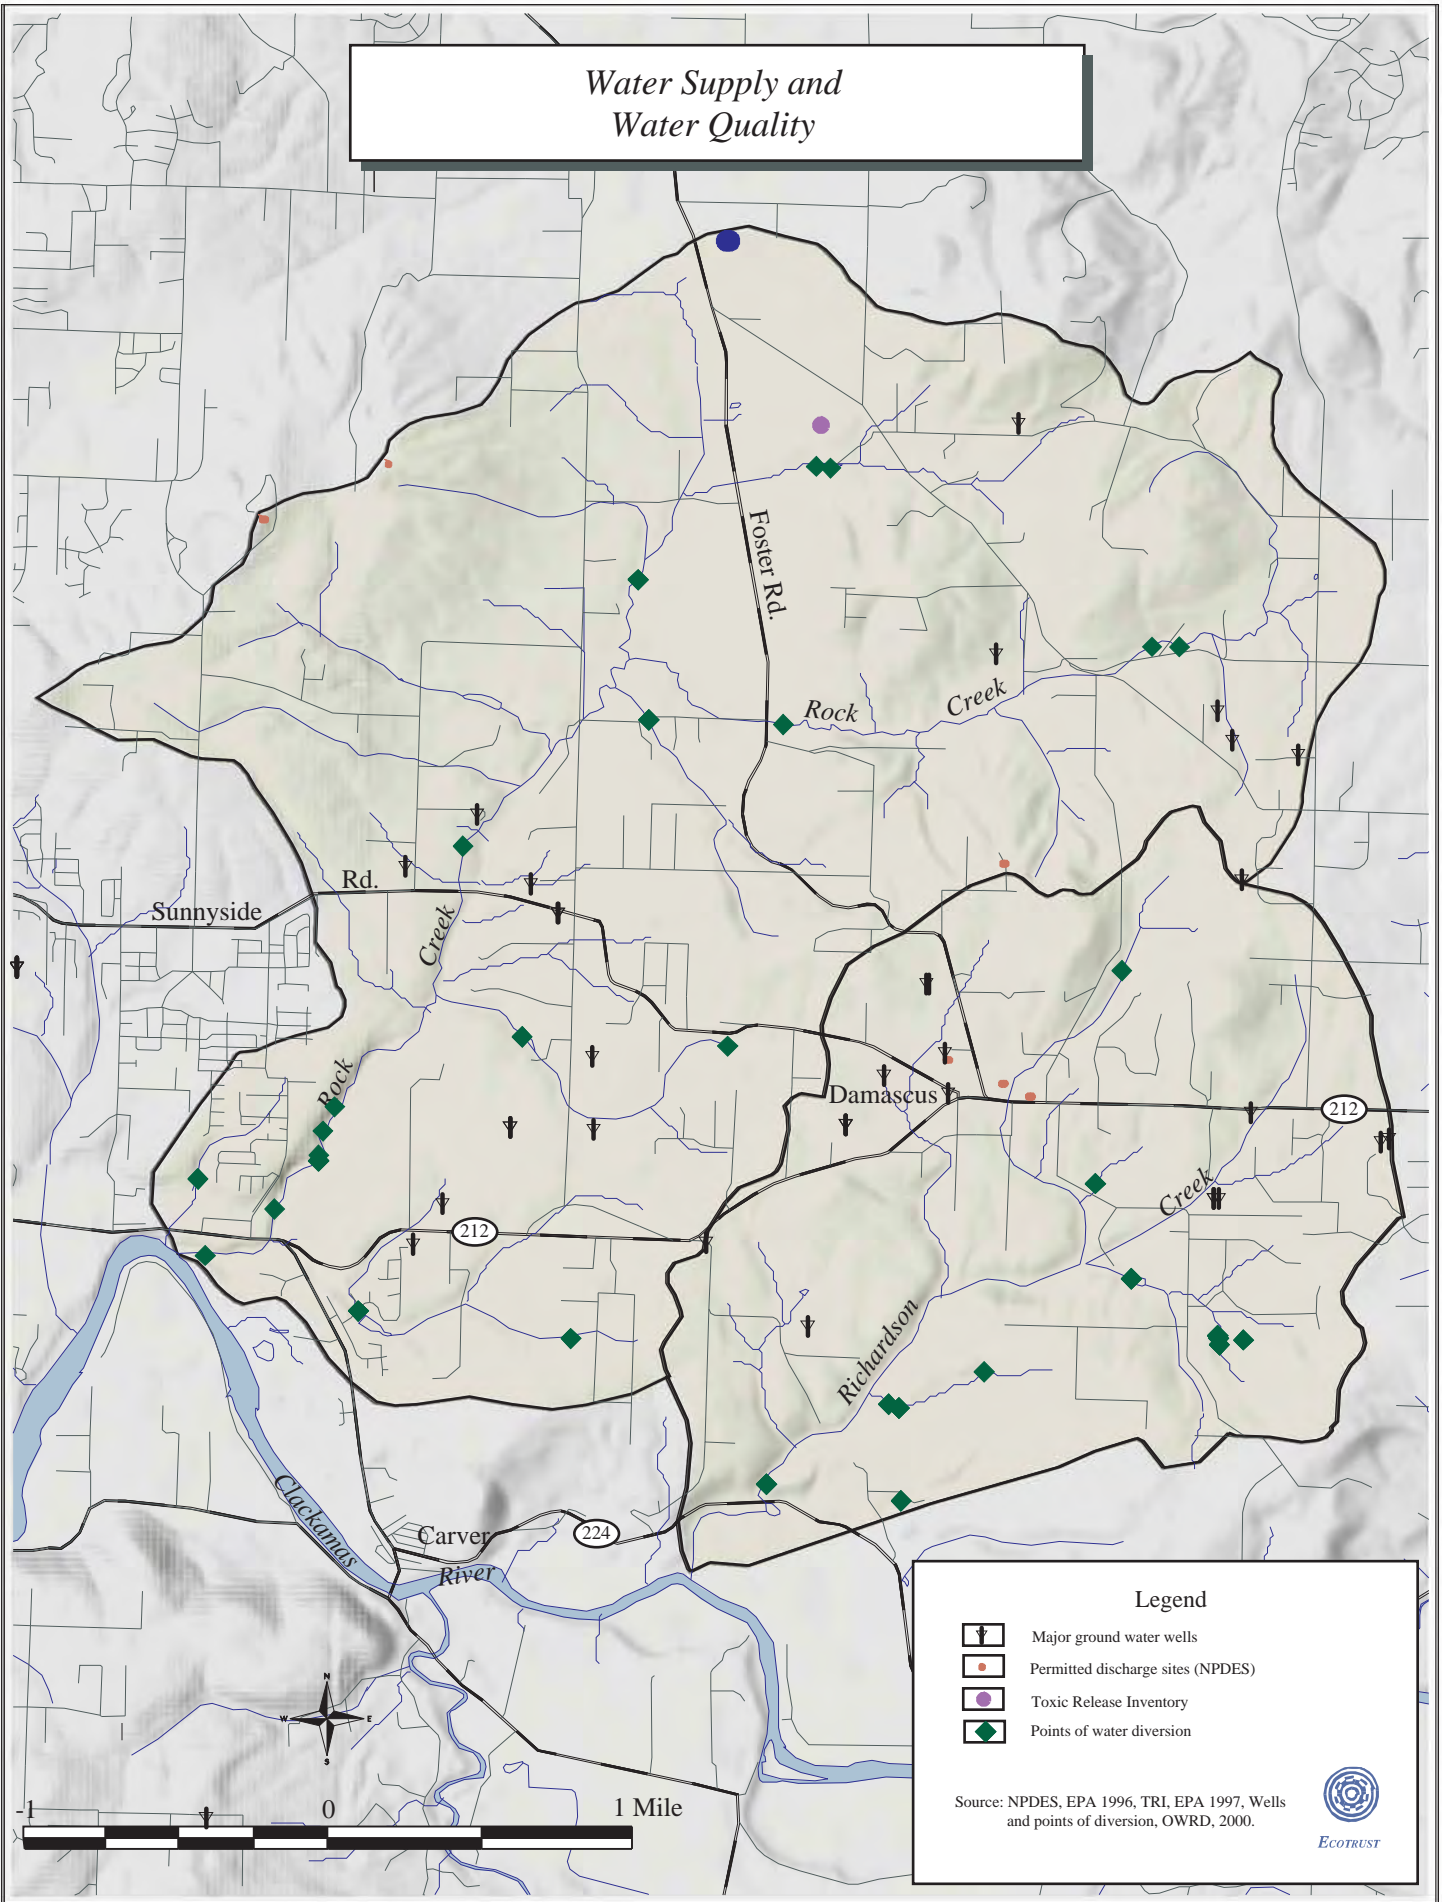 Water Supply and
Water Quality
Foster Rd.
Rock
Creek
Rd.
Sunnyside
Creek
Rock
Damascus
212
Creek
212
Richardson
Clackamas
Carver
224
River
Legend
Major ground water wells
Permitted discharge sites (NPDES)
Toxic Release Inventory
Points of water diversion
N
W
E
S
-1
0
1 Mile
Source: NPDES, EPA 1996, TRI, EPA 1997, Wells
and points of diversion, OWRD, 2000.
ECOTRUST